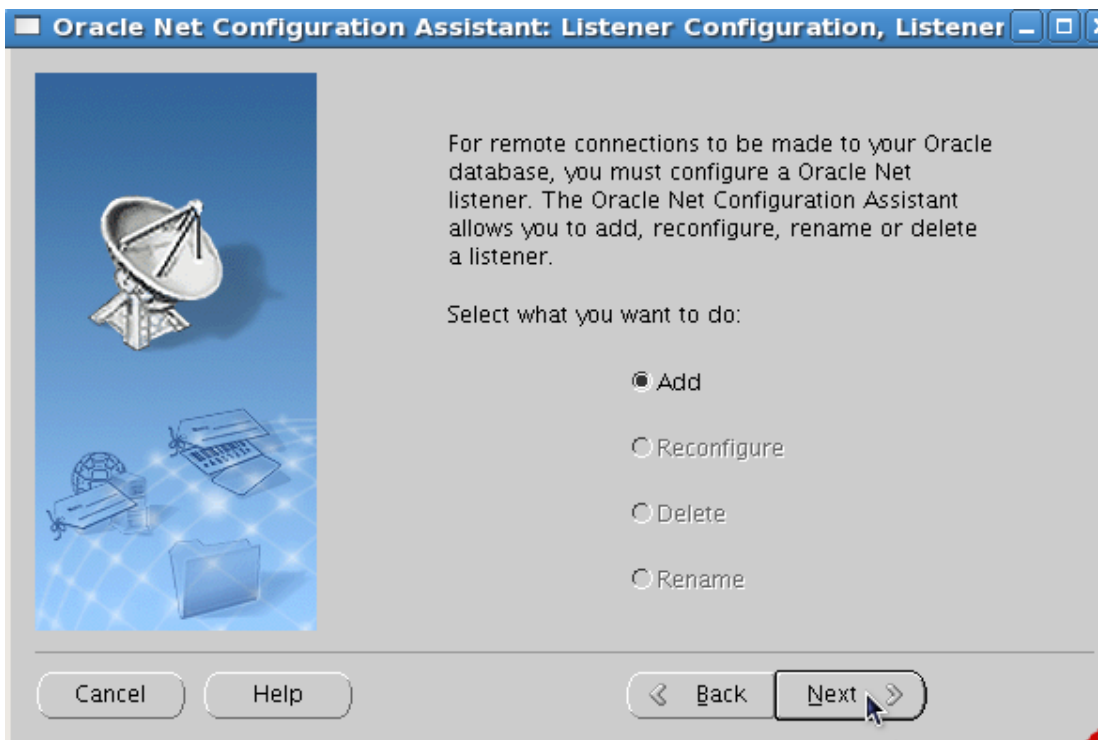 Oracle Net Configuration Assistant: Listener Configuration, Listener
For remote connections to be made to your Oracle
database, you must configure a Oracle Net
listener. The Oracle Net Configuration Assistant
allows you to add, reconfigure, rename or delete
a listener.
Select what you want to do:
Add
Reconfigure
Delete
Rename
Cancel
Help
Back
Next